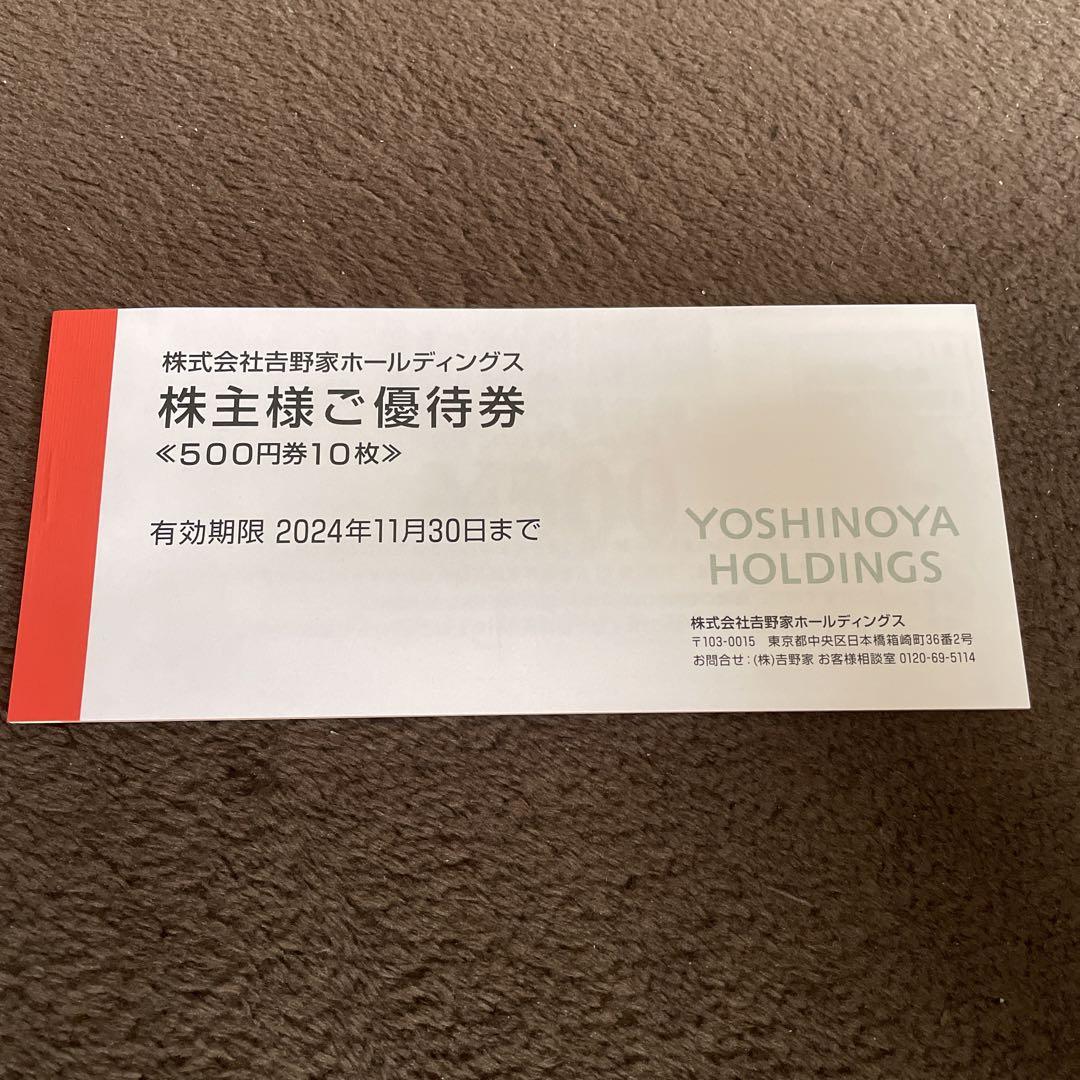 株式会社𠮷野家ホールディングス
株主様ご優待券
≪500円券10枚≫
有効期限 2024年11月30日まで
YOSHINOYA
HOLDINGS
株式会社𠮷野家ホールディングス
〒103-0015 東京都中央区日本橋箱崎町36番2号
お問合せ：(株)𠮷野家 お客様相談室 0120-69-5114